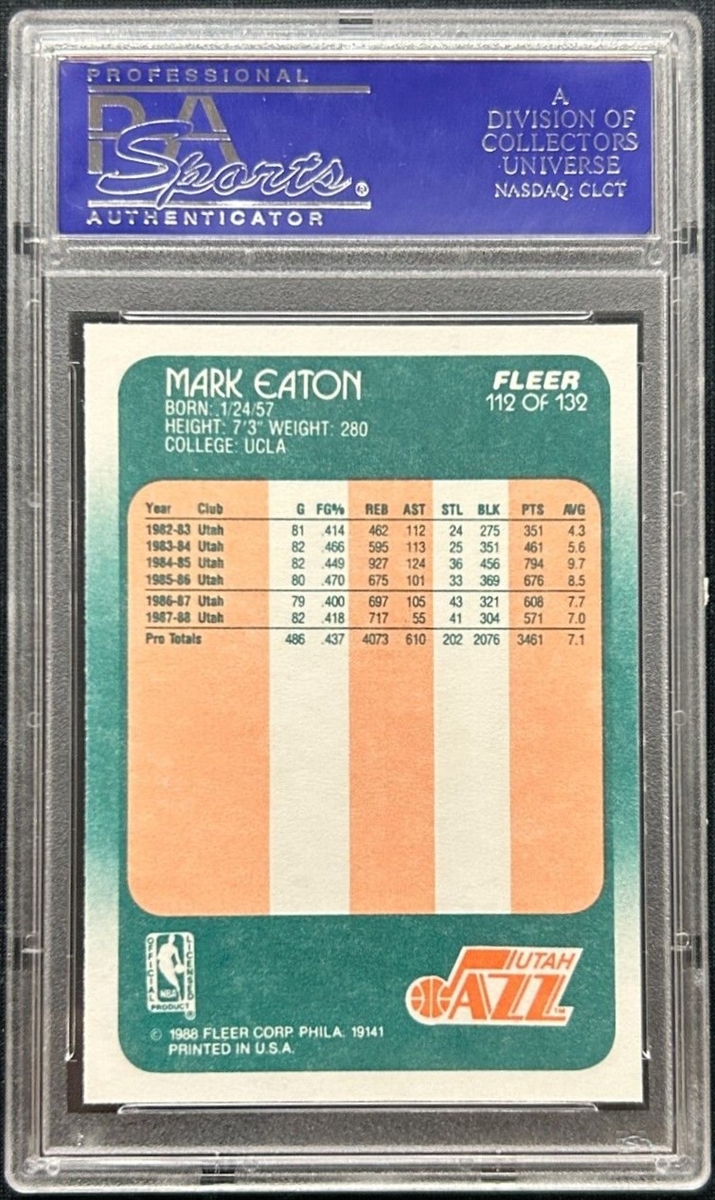 PROFESSIONAL
PSA
Sports®
AUTHENTICATOR
A
DIVISION OF
COLLECTORS
UNIVERSE
NASDAQ: CLCT
MARK EATON
BORN: 1/24/57
HEIGHT: 7'3" WEIGHT: 280
COLLEGE: UCLA
FLEER
112 OF 132
Year Club G FG% REB AST STL BLK PTS AVG
1982-83 Utah 81 .414 462 112 24 275 351 4.3
1983-84 Utah 82 .466 595 113 25 351 461 5.6
1984-85 Utah 82 .449 927 124 36 456 794 9.7
1985-86 Utah 80 .470 675 101 33 369 676 8.5
1986-87 Utah 79 .400 697 105 43 321 608 7.7
1987-88 Utah 82 .418 717 55 41 304 571 7.0
Pro Totals 486 .437 4073 610 202 2076 3461 7.1
OFFICIAL LICENSED
NBA
PRODUCT ®
UTAH
JAZZ™
© 1988 FLEER CORP. PHILA. 19141
PRINTED IN U.S.A.